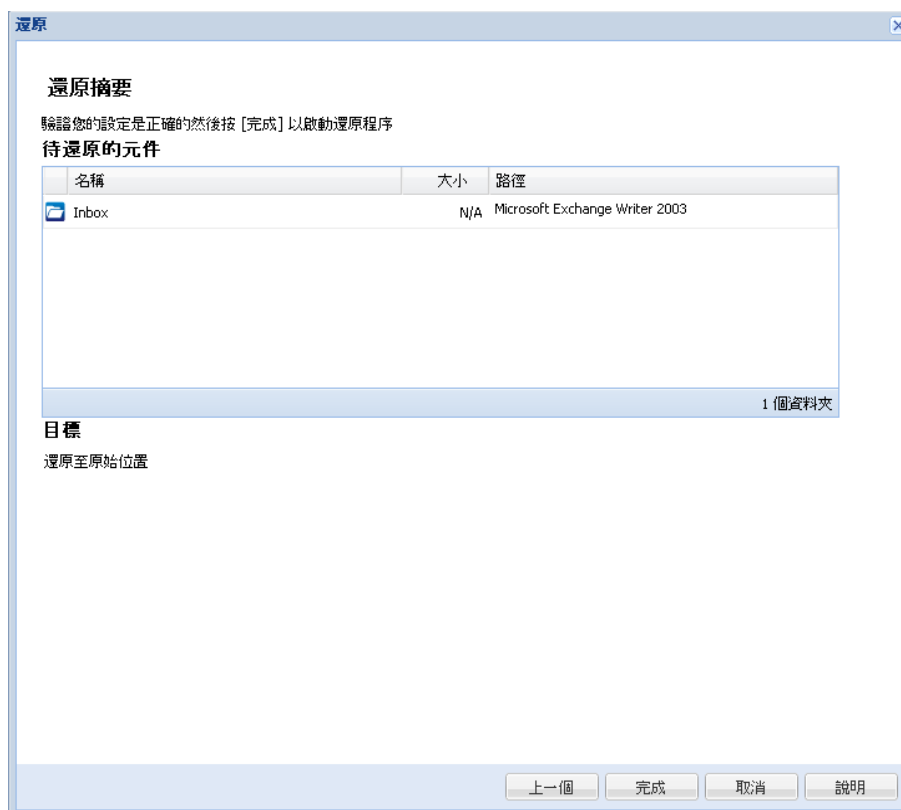 還原
還原摘要
驗證您的設定是正確的然後按 [完成] 以啟動還原程序
待還原的元件
名稱 大小 路徑
Inbox N/A Microsoft Exchange Writer 2003
1 個資料夾
目標
還原至原始位置
上一個 完成 取消 說明